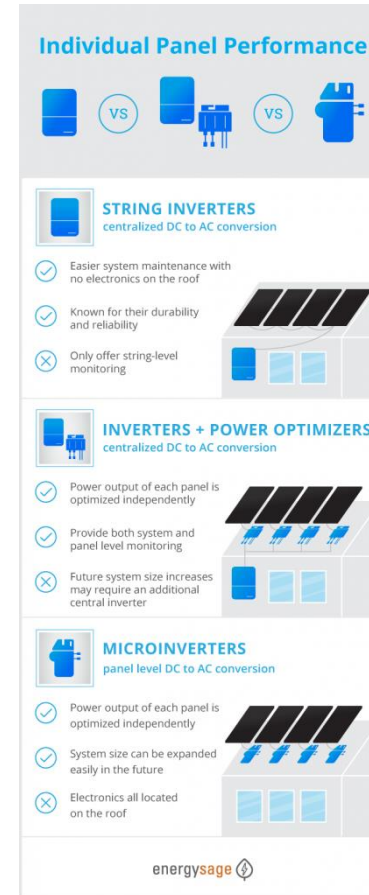 Individual Panel Performance
VS
VS
STRING INVERTERS
centralized DC to AC conversion
Easier system maintenance with
no electronics on the roof
Known for their durability
and reliability
Only offer string-level
monitoring
INVERTERS + POWER OPTIMIZERS
centralized DC to AC conversion
Power output of each panel is
optimized independently
Provide both system and
panel level monitoring
Future system size increases
may require an additional
central inverter
MICROINVERTERS
panel level DC to AC conversion
Power output of each panel is
optimized independently
System size can be expanded
easily in the future
Electronics all located
on the roof
energysage